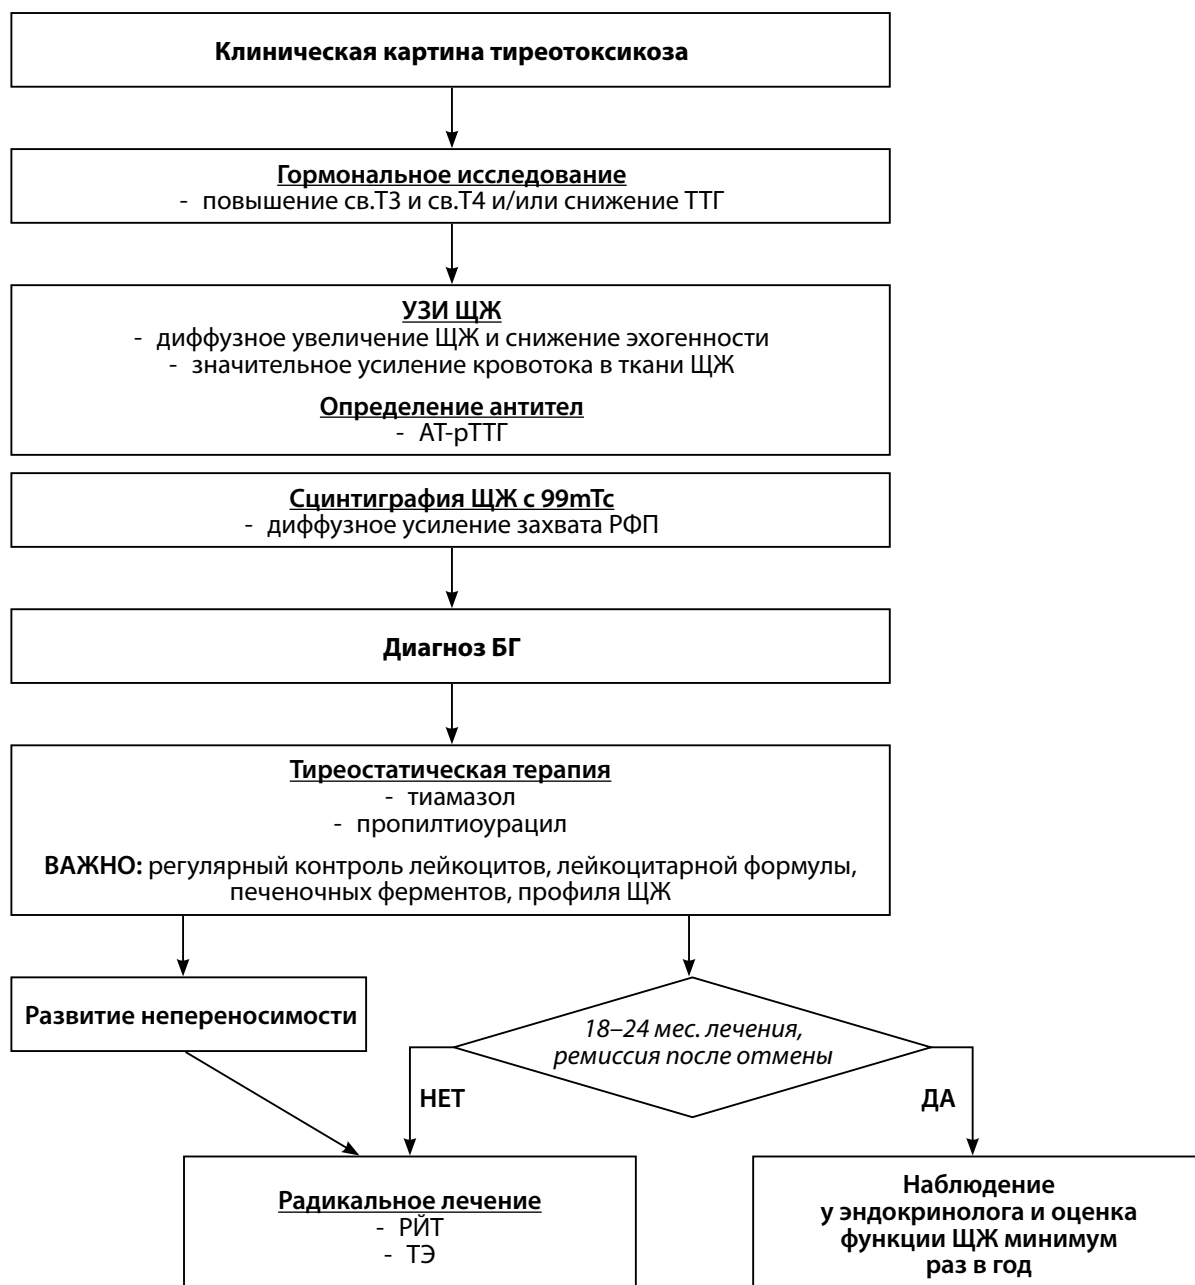 Клиническая картина тиреотоксикоза
Гормональное исследование
- повышение св.Т3 и св.Т4 и/или снижение ТТГ
УЗИ ЩЖ
- диффузное увеличение ЩЖ и снижение эхогенности
- значительное усиление кровотока в ткани ЩЖ
Определение антител
- АТ-рТТГ
Сцинтиграфия ЩЖ с 99mTc
- диффузное усиление захвата РФП
Диагноз БГ
Тиреостатическая терапия
- тиамазол
- пропилтиоурацил
ВАЖНО: регулярный контроль лейкоцитов, лейкоцитарной формулы,
печеночных ферментов, профиля ЩЖ
Развитие непереносимости
18–24 мес. лечения,
ремиссия после отмены
НЕТ
ДА
Радикальное лечение
- РЙТ
- ТЭ
Наблюдение
у эндокринолога и оценка
функции ЩЖ минимум
раз в год